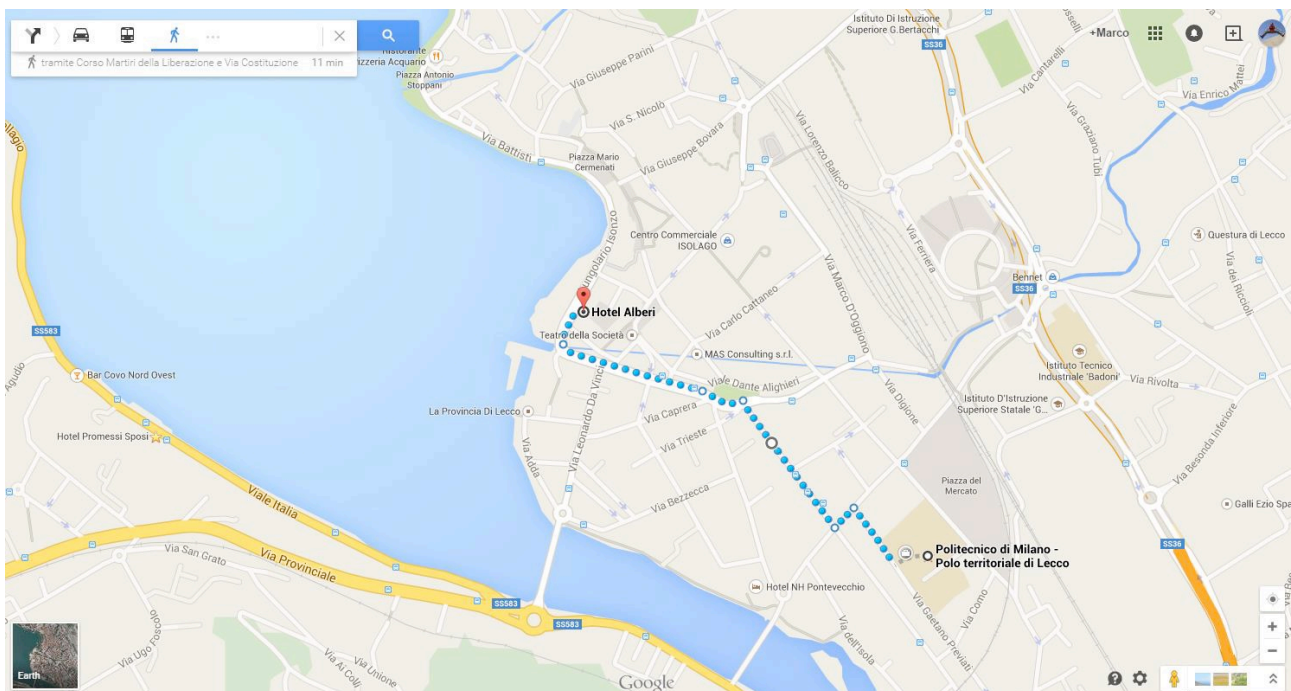 tramite Corso Martiri della Liberazione e Via Costituzione 11 min
+Marco
Istituto Di Istruzione
Superiore G.Bertacchi
SS36
Ristorante
Pizzeria Acquario
Piazza Antonio
Stoppani
Via Giuseppe Parini
Via S. Nicolò
Via Battisti
Piazza Mario
Cermenati
Via Giuseppe Bovara
Via Lorenzo Balicco
Via Cantarelli
Via Graziano Tubi
Via Enrico Mattei
Lungolario Isonzo
Centro Commerciale
ISOLAGO
Via Ferriera
Questura di Lecco
Via dei Riccioli
Bennet
SS36
Via Marco D'Oggiono
Via Carlo Cattaneo
Hotel Alberi
Teatro della Società
MAS Consulting s.r.l.
SS583
Bar Covo Nord Ovest
Viale Dante Alighieri
Istituto Tecnico
Industriale 'Badoni'
Via Rivolta
Istituto D'Istruzione
Superiore Statale 'G...
Via Digione
La Provincia Di Lecco
Via Leonardo Da Vinci
Via Caprera
Via Trieste
Via Adda
Hotel Promessi Sposi
Via Besonda Inferiore
Viale Italia
Via Bezzecca
Piazza del
Mercato
Galli Ezio Spa
Via San Grato
Via Provinciale
Politecnico di Milano -
Polo territoriale di Lecco
SS36
Hotel NH Pontevecchio
SS583
SS583
Via Como
Via Gaetano Previati
Via dell'Isola
Via Ugo Foscolo
Via Al Colli
Via Unione
Earth
Google